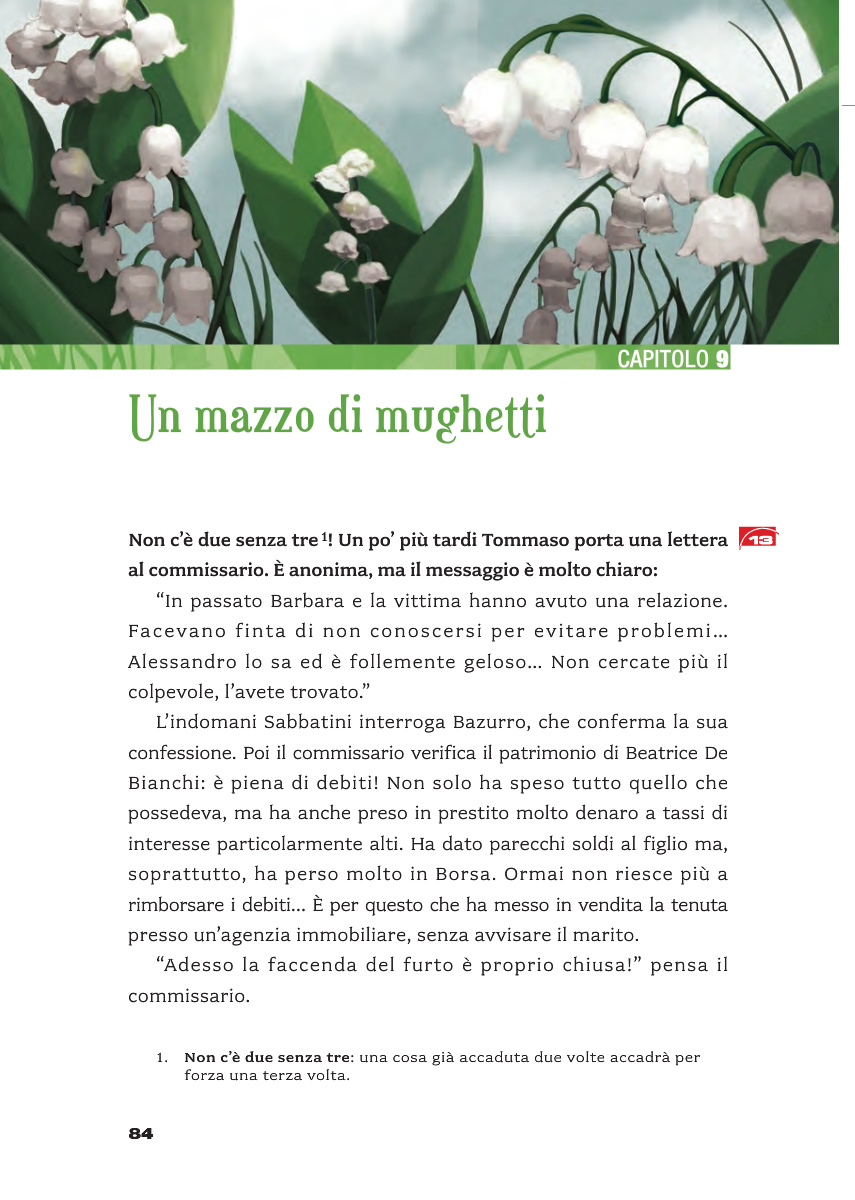 CAPITOLO 9
Un mazzo di mughetti
Non c’è due senza tre 1! Un po’ più tardi Tommaso porta una lettera
13
al commissario. È anonima, ma il messaggio è molto chiaro:
“In passato Barbara e la vittima hanno avuto una relazione.
Facevano finta di non conoscersi per evitare problemi…
Alessandro lo sa ed è follemente geloso… Non cercate più il
colpevole, l’avete trovato.”
L’indomani Sabbatini interroga Bazurro, che conferma la sua
confessione. Poi il commissario verifica il patrimonio di Beatrice De
Bianchi: è piena di debiti! Non solo ha speso tutto quello che
possedeva, ma ha anche preso in prestito molto denaro a tassi di
interesse particolarmente alti. Ha dato parecchi soldi al figlio ma,
soprattutto, ha perso molto in Borsa. Ormai non riesce più a
rimborsare i debiti… È per questo che ha messo in vendita la tenuta
presso un’agenzia immobiliare, senza avvisare il marito.
“Adesso la faccenda del furto è proprio chiusa!” pensa il
commissario.
1. Non c’è due senza tre: una cosa già accaduta due volte accadrà per
forza una terza volta.
84